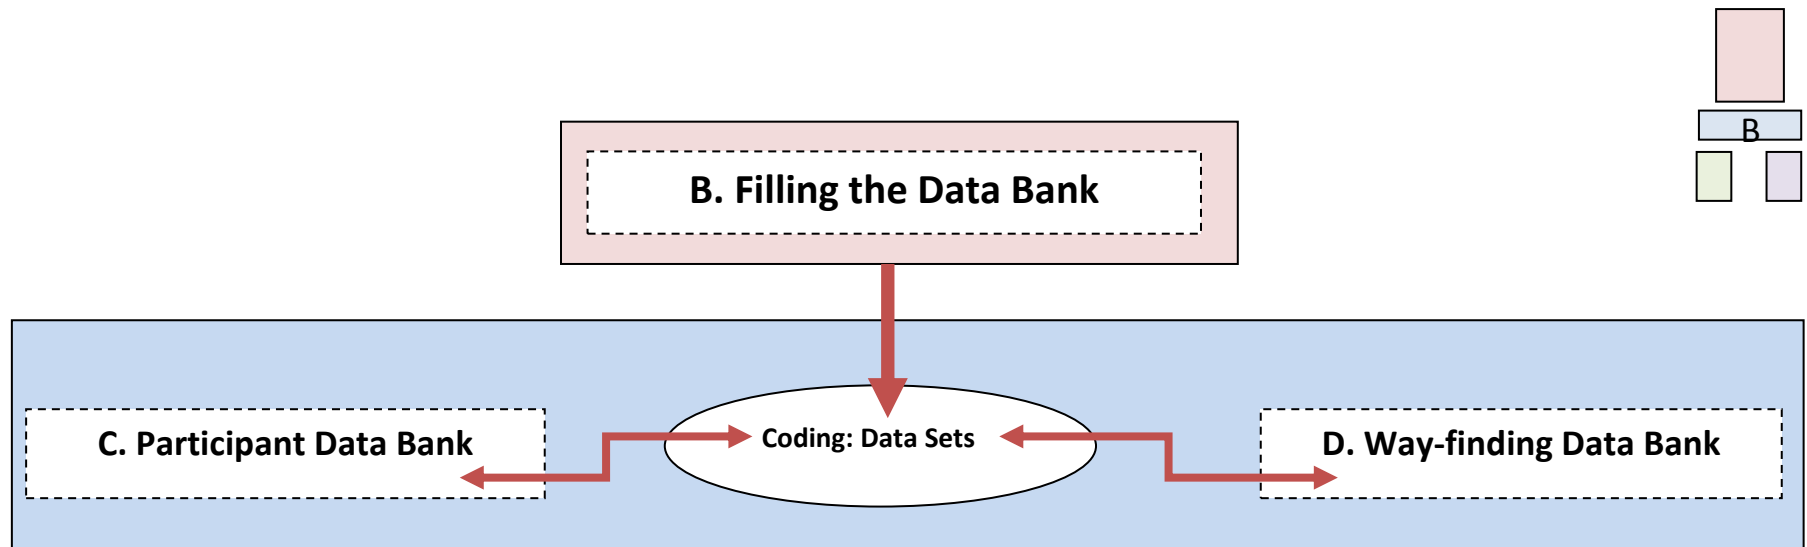 B
B. Filling the Data Bank
C. Participant Data Bank
Coding: Data Sets
D. Way-finding Data Bank